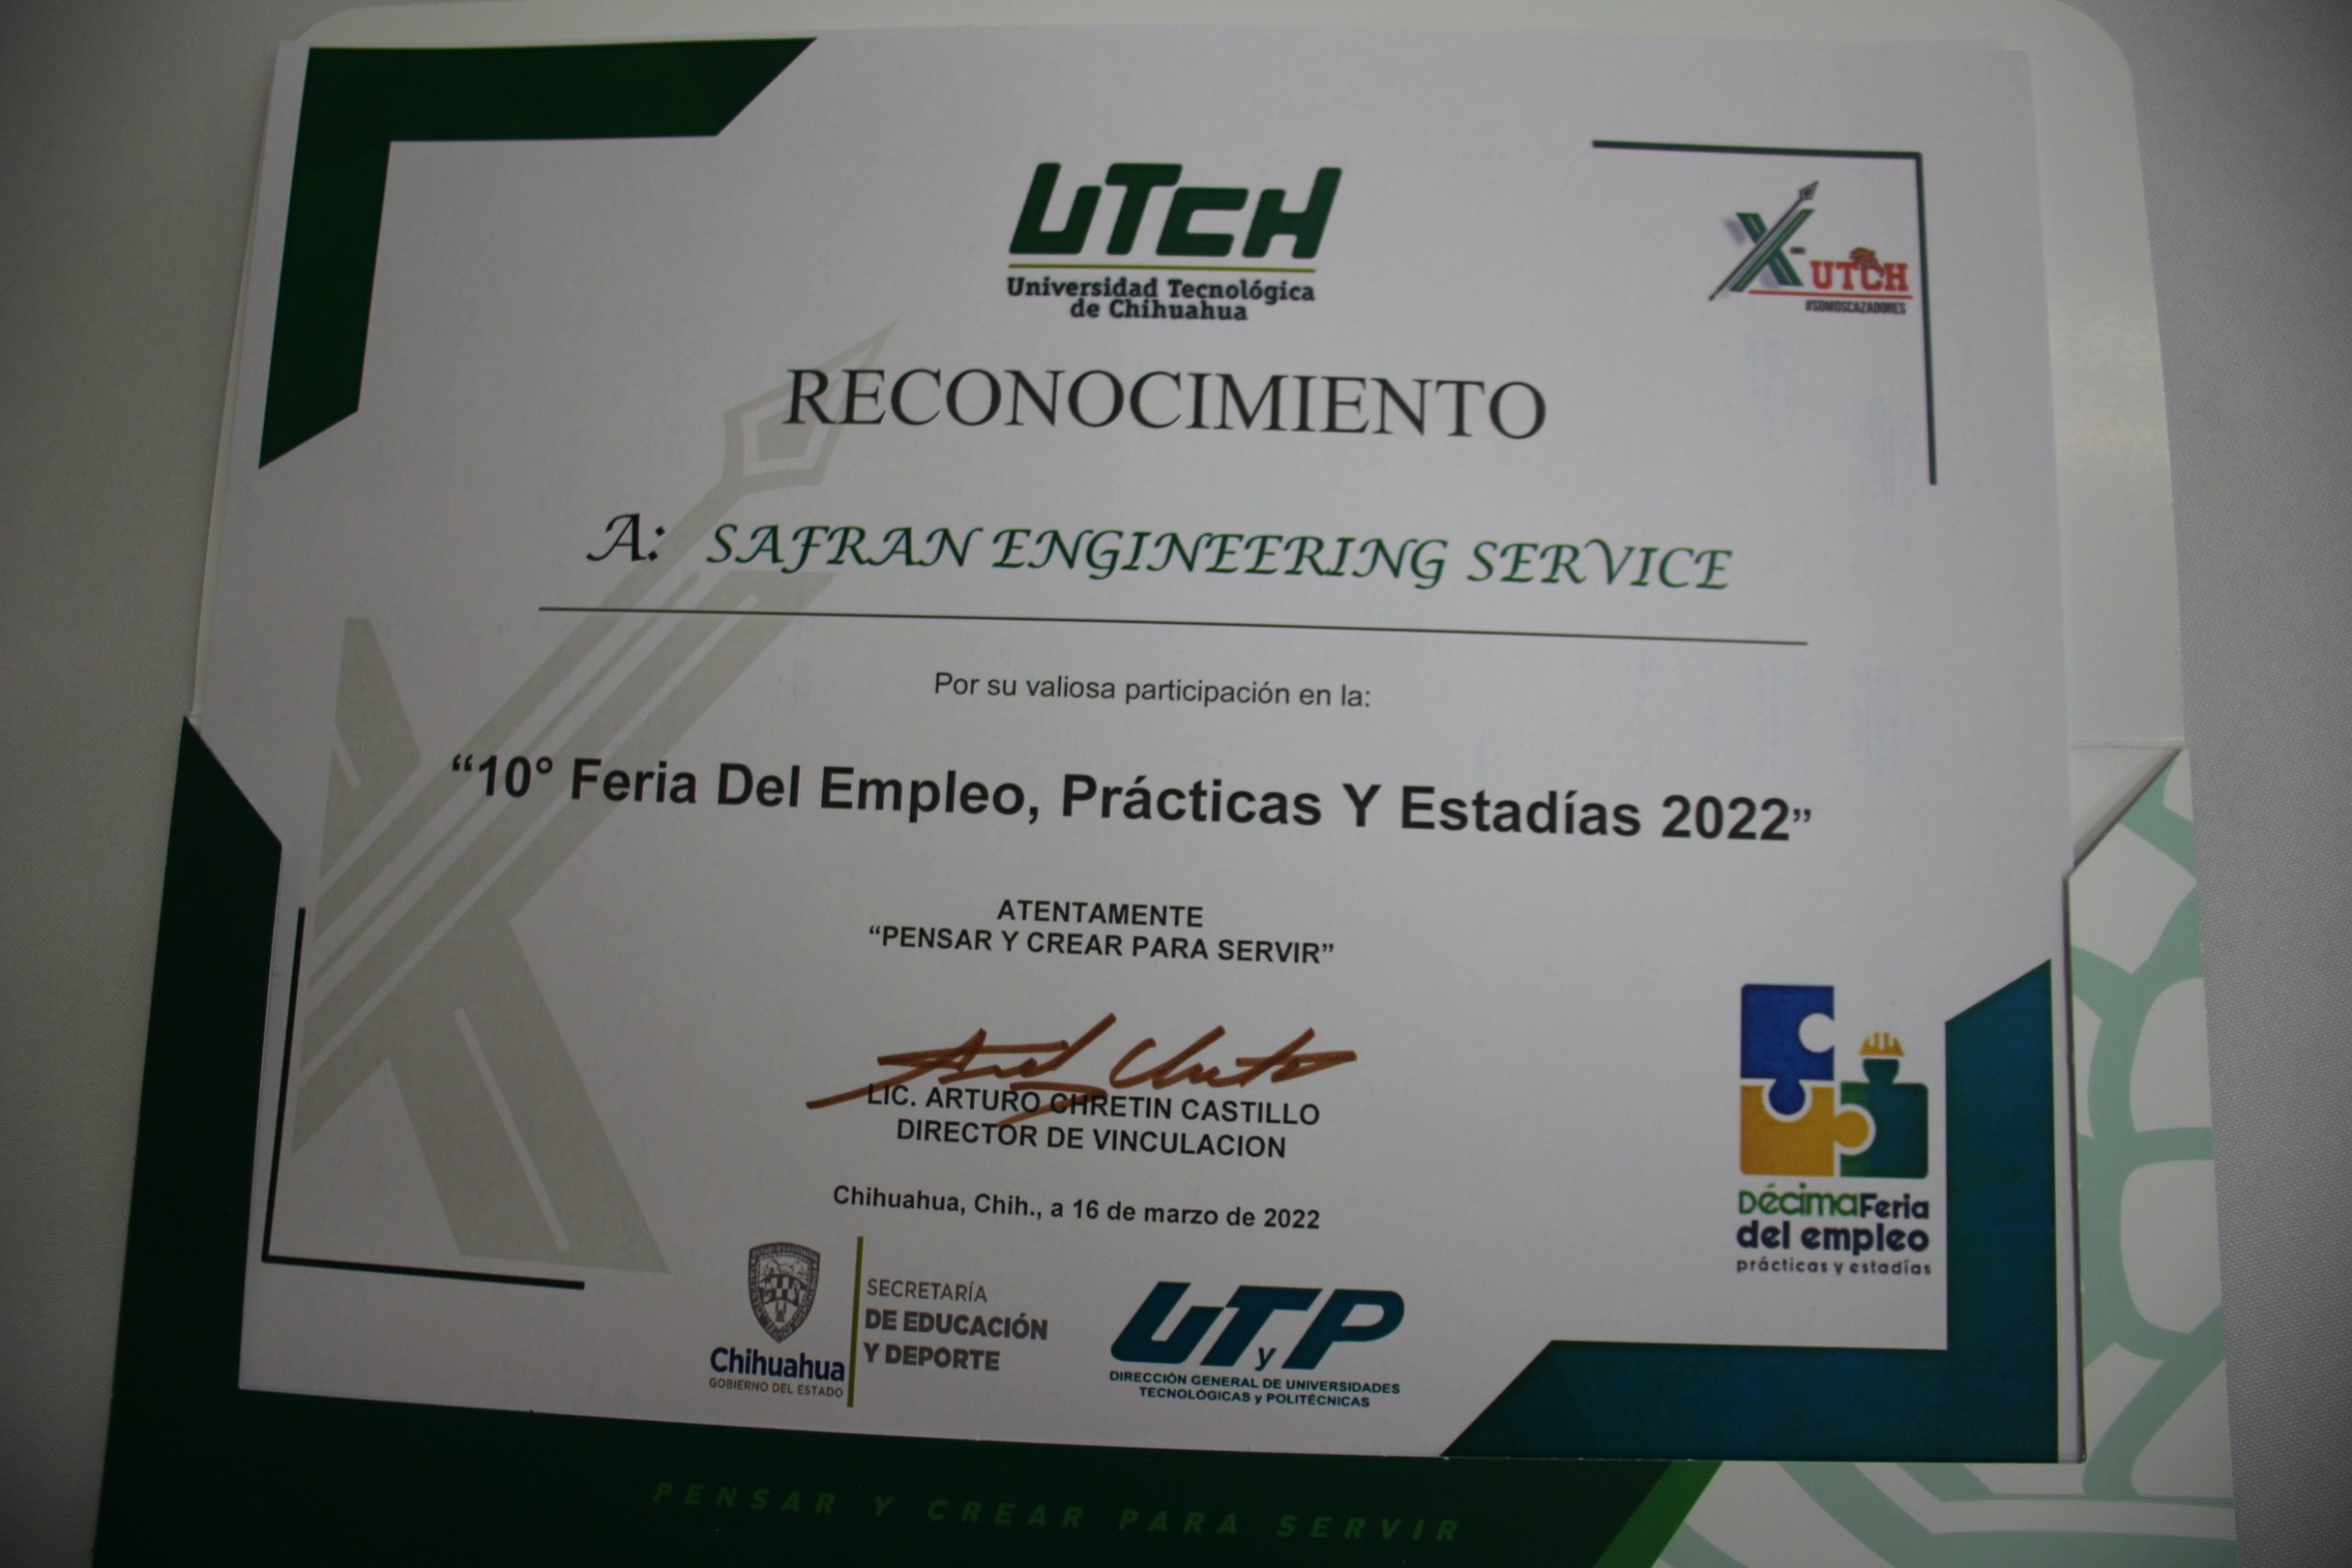 UTCH
Universidad Tecnológica
de Chihuahua
X-UTCH
#SOMOSCAZADORES
RECONOCIMIENTO
A: SAFRAN ENGINEERING SERVICE
Por su valiosa participación en la:
“10° Feria Del Empleo, Prácticas Y Estadías 2022”
ATENTAMENTE
“PENSAR Y CREAR PARA SERVIR”
LIC. ARTURO CHRETIN CASTILLO
DIRECTOR DE VINCULACION
Chihuahua, Chih., a 16 de marzo de 2022
DécimaFeria
del empleo
prácticas y estadías
Chihuahua
GOBIERNO DEL ESTADO
SECRETARÍA
DE EDUCACIÓN
Y DEPORTE
UTyP
DIRECCIÓN GENERAL DE UNIVERSIDADES
TECNOLÓGICAS y POLITÉCNICAS
PENSAR Y CREAR PARA SERVIR